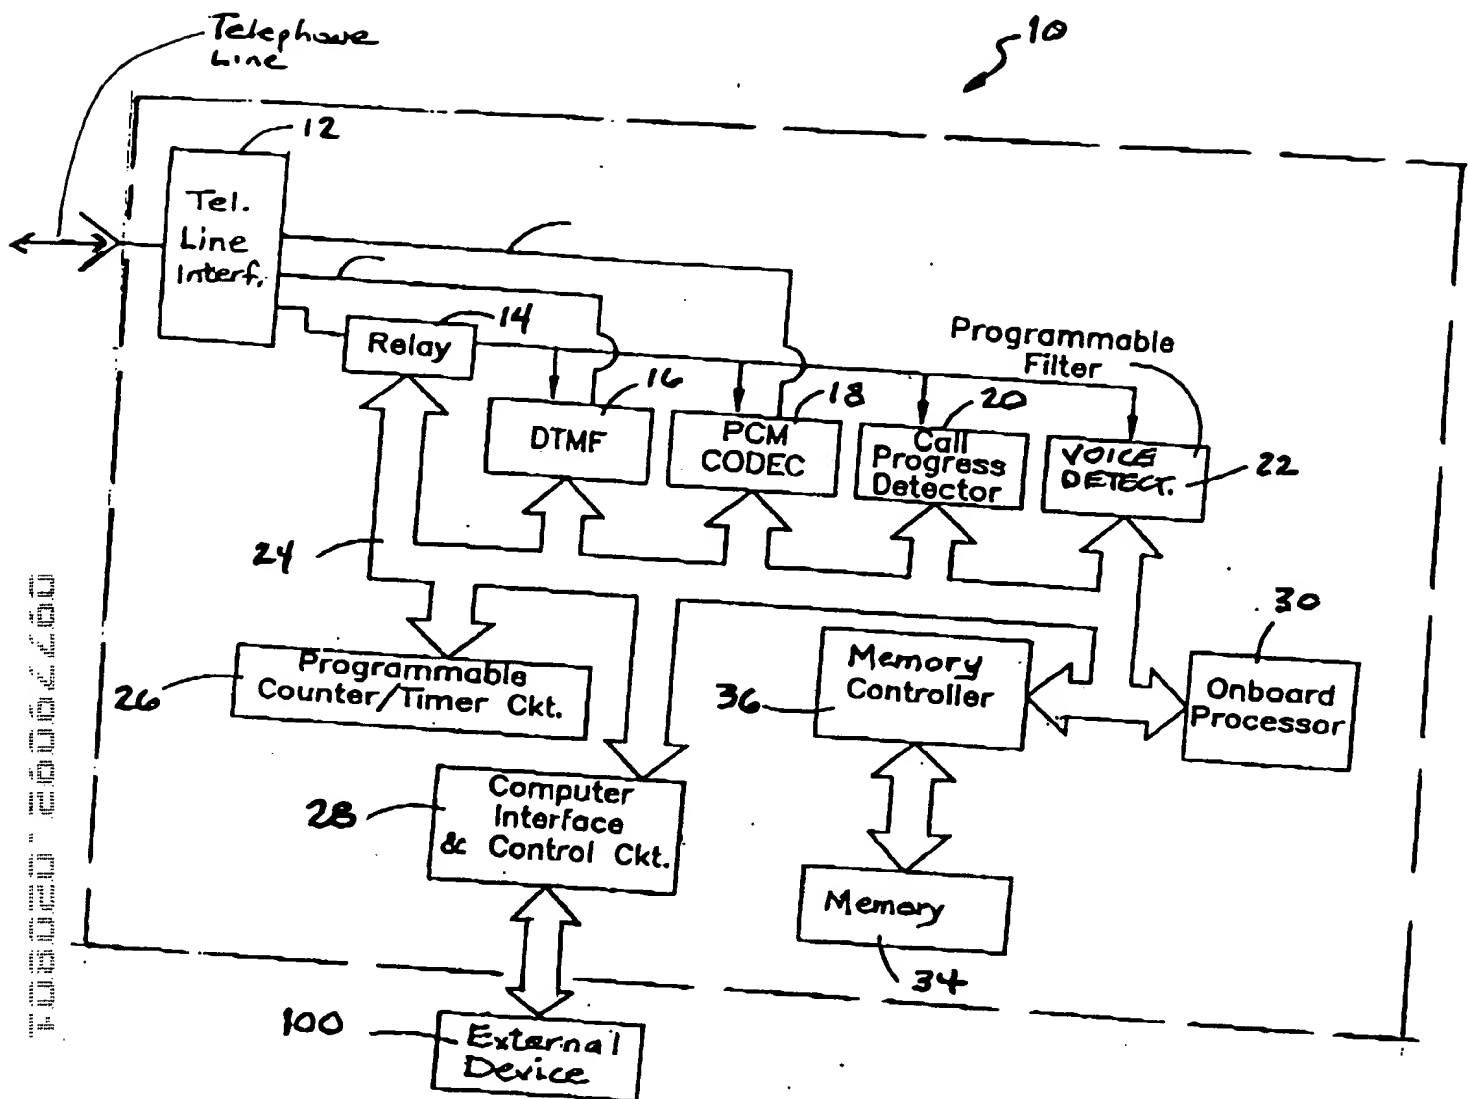 Telephone
Line
10
12
Tel.
Line
Interf.
14
Relay
Programmable
Filter
16
DTMF
18
PCM
CODEC
20
Call
Progress
Detector
VOICE
DETECT.
22
24
30
26
Programmable
Counter/Timer Ckt.
36
Memory
Controller
Onboard
Processor
28
Computer
Interface
& Control Ckt.
Memory
34
100
External
Device